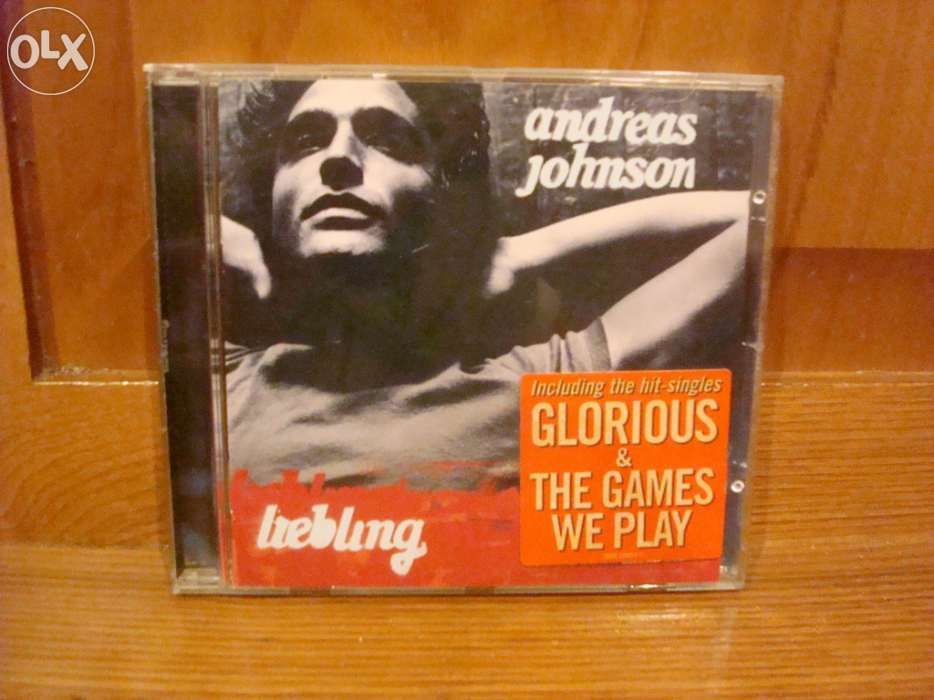 OLX
andreas
johnson
Including the hit-singles
GLORIOUS
&
THE GAMES
WE PLAY
liebling